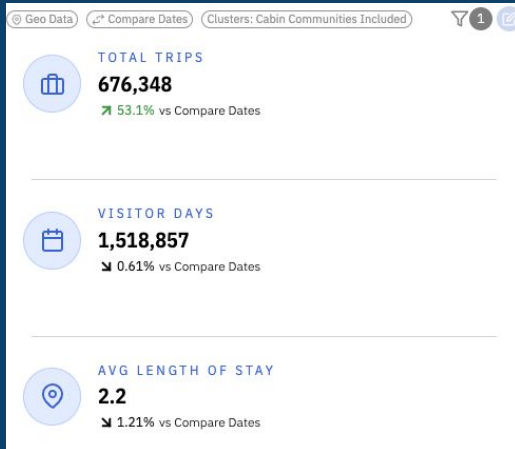 Geo Data Compare Dates Clusters: Cabin Communities Included 1
TOTAL TRIPS
676,348
53.1% vs Compare Dates
VISITOR DAYS
1,518,857
0.61% vs Compare Dates
AVG LENGTH OF STAY
2.2
1.21% vs Compare Dates